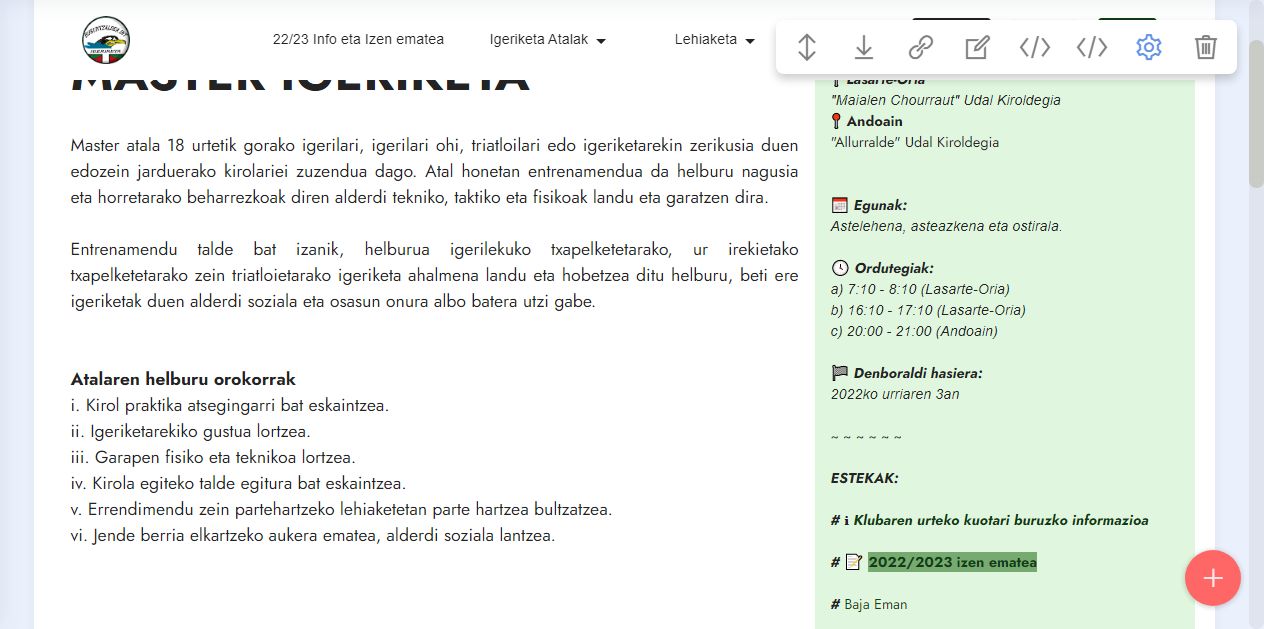 22/23 Info eta Izen ematea
Igeriketa Atalak
Lehiaketa
MASTER IGERIKETA
Master atala 18 urtetik gorako igerilari, igerilari ohi, triatloilari edo igeriketarekin zerikusia duen
edozein jarduerako kirolariei zuzendua dago. Atal honetan entrenamendua da helburu nagusia
eta horretarako beharrezkoak diren alderdi tekniko, taktiko eta fisikoak landu eta garatzen dira.
Entrenamendu talde bat izanik, helburua igerilekuko txapelketetarako, ur irekietako
txapelketetarako zein triatloietarako igeriketa ahalmena landu eta hobetzea ditu helburu, beti ere
igeriketak duen alderdi soziala eta osasun onura albo batera utzi gabe.
Atalaren helburu orokorrak
i. Kirol praktika atsegingarri bat eskaintzea.
ii. Igeriketarekiko gustua lortzea.
iii. Garapen fisiko eta teknikoa lortzea.
iv. Kirola egiteko talde egitura bat eskaintzea.
v. Errendimendu zein partehartzeko lehiaketetan parte hartzea bultzatzea.
vi. Jende berria elkartzeko aukera ematea, alderdi soziala lantzea.
Lasarte-Oria
"Maialen Chourraut" Udal Kiroldegia
Andoain
"Allurralde" Udal Kiroldegia
Egunak:
Astelehena, asteazkena eta ostirala.
Ordutegiak:
a) 7:10 - 8:10 (Lasarte-Oria)
b) 16:10 - 17:10 (Lasarte-Oria)
c) 20:00 - 21:00 (Andoain)
Denboraldi hasiera:
2022ko urriaren 3an
~ ~ ~ ~ ~ ~
ESTEKAK:
# ℹ Klubaren urteko kuotari buruzko informazioa
# 📝 2022/2023 izen ematea
# Baja Eman